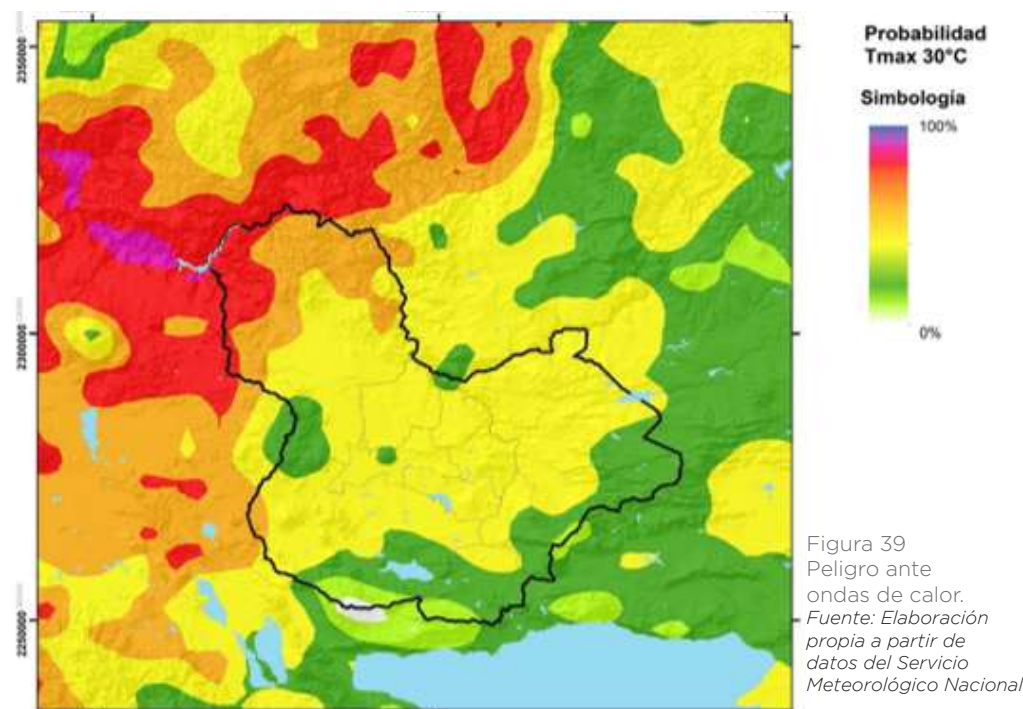 Probabilidad
Tmax 30°C
Simbología
100%
0%
2350000
2300000
2250000
Figura 39
Peligro ante
ondas de calor.
Fuente: Elaboración
propia a partir de
datos del Servicio
Meteorológico Nacional